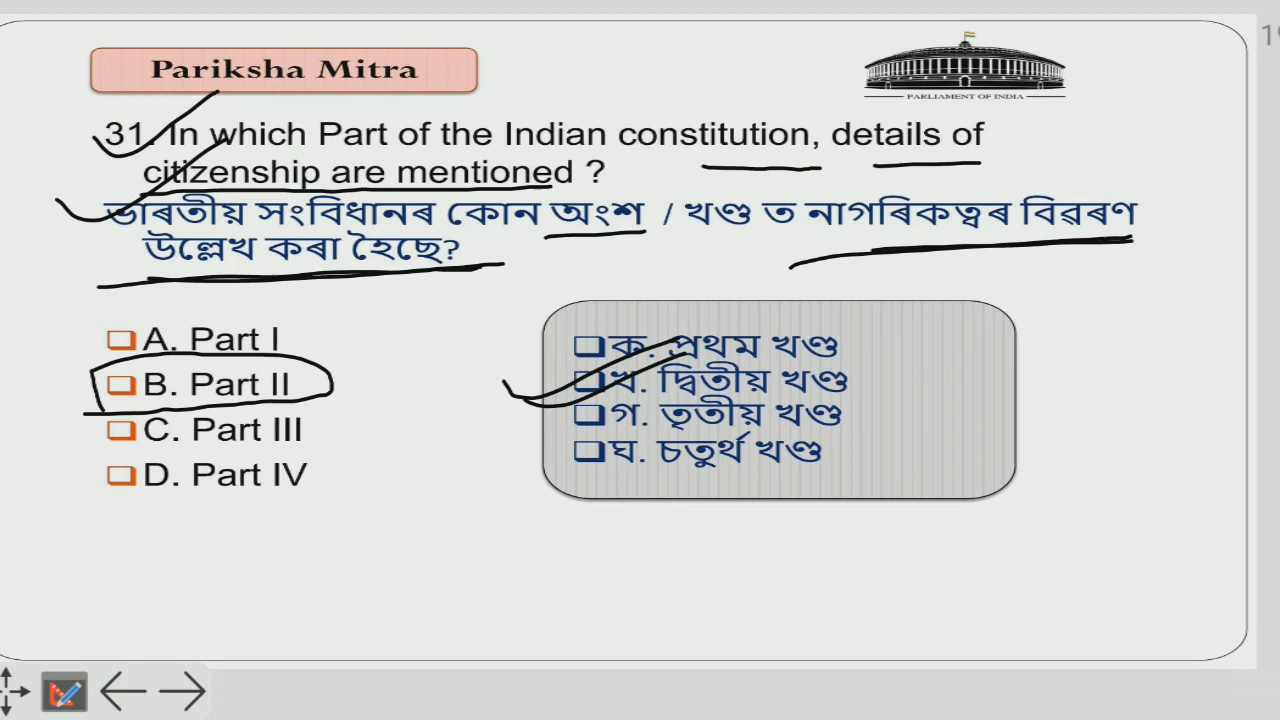 Pariksha Mitra
PARLIAMENT OF INDIA
31. In which Part of the Indian constitution, details of
citizenship are mentioned ?
ভাৰতীয় সংবিধানৰ কোন অংশ / খণ্ড ত নাগৰিকত্বৰ বিৱৰণ
উল্লেখ কৰা হৈছে?
A. Part I
B. Part II
C. Part III
D. Part IV
ক. প্ৰথম খণ্ড
খ. দ্বিতীয় খণ্ড
গ. তৃতীয় খণ্ড
ঘ. চতুৰ্থ খণ্ড